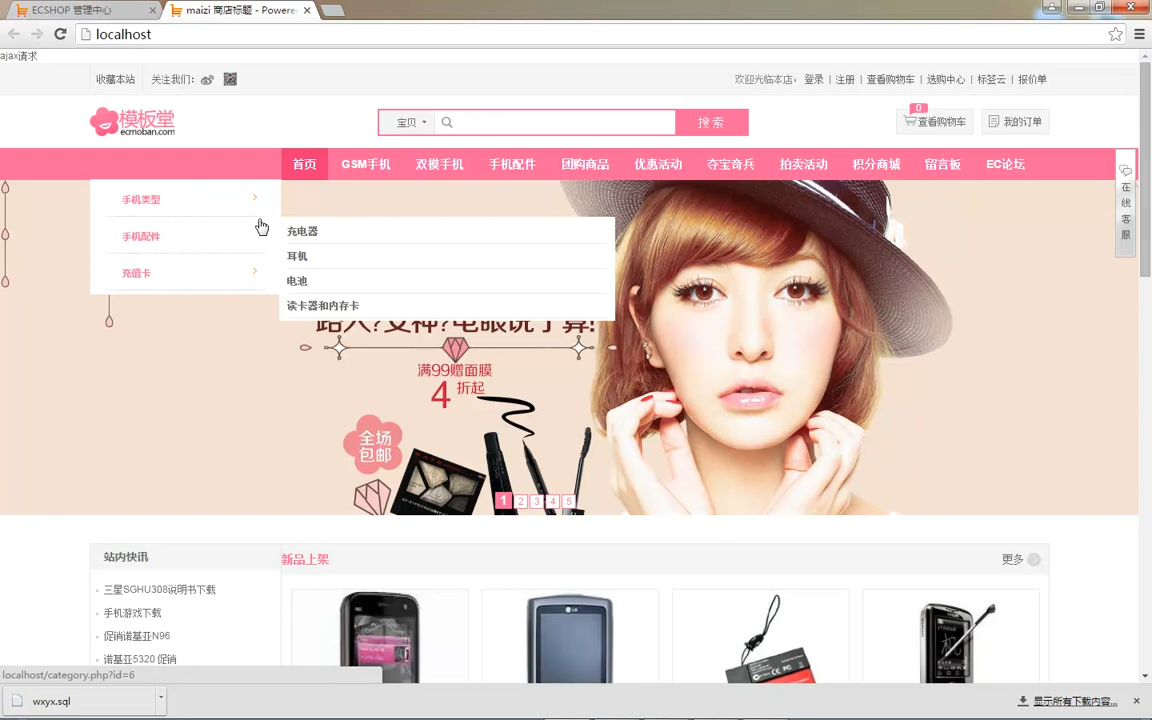 ECSHOP 管理中心
maizi 商店标题 - Powere
localhost
ajax请求
收藏本站 关注我们:
欢迎光临本店, 登录 | 注册 | 查看购物车 | 选购中心 | 标签云 | 报价单
模板堂
ecmoban.com
宝贝
搜 索
0
查看购物车
我的订单
首页 GSM手机 双模手机 手机配件 团购商品 优惠活动 夺宝奇兵 拍卖活动 积分商城 留言板 EC论坛
在线客服
手机类型
手机配件
充值卡
充电器
耳机
电池
读卡器和内存卡
路人?女神?电眼说了算!
满99赠面膜
4 折起
全场
包邮
1 2 3 4 5
站内快讯
新品上架
更多
三星SGHU308说明书下载
手机游戏下载
促销诺基亚N96
诺基亚5320 促销
LG
localhost/category.php?id=6
wxyx.sql
显示所有下载内容...